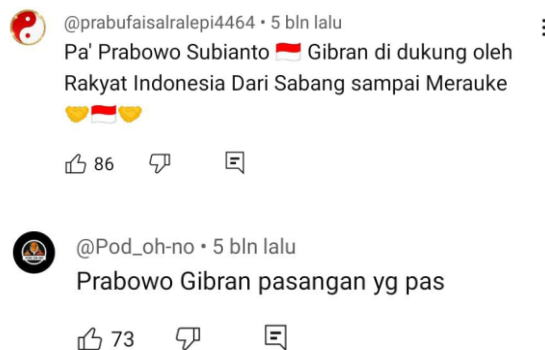 @prabufaisalralepi4464 • 5 bln lalu
Pa' Prabowo Subianto 🇮🇩 Gibran di dukung oleh
Rakyat Indonesia Dari Sabang sampai Merauke
🤝🇮🇩🤝
86
@Pod_oh-no • 5 bln lalu
Prabowo Gibran pasangan yg pas
73